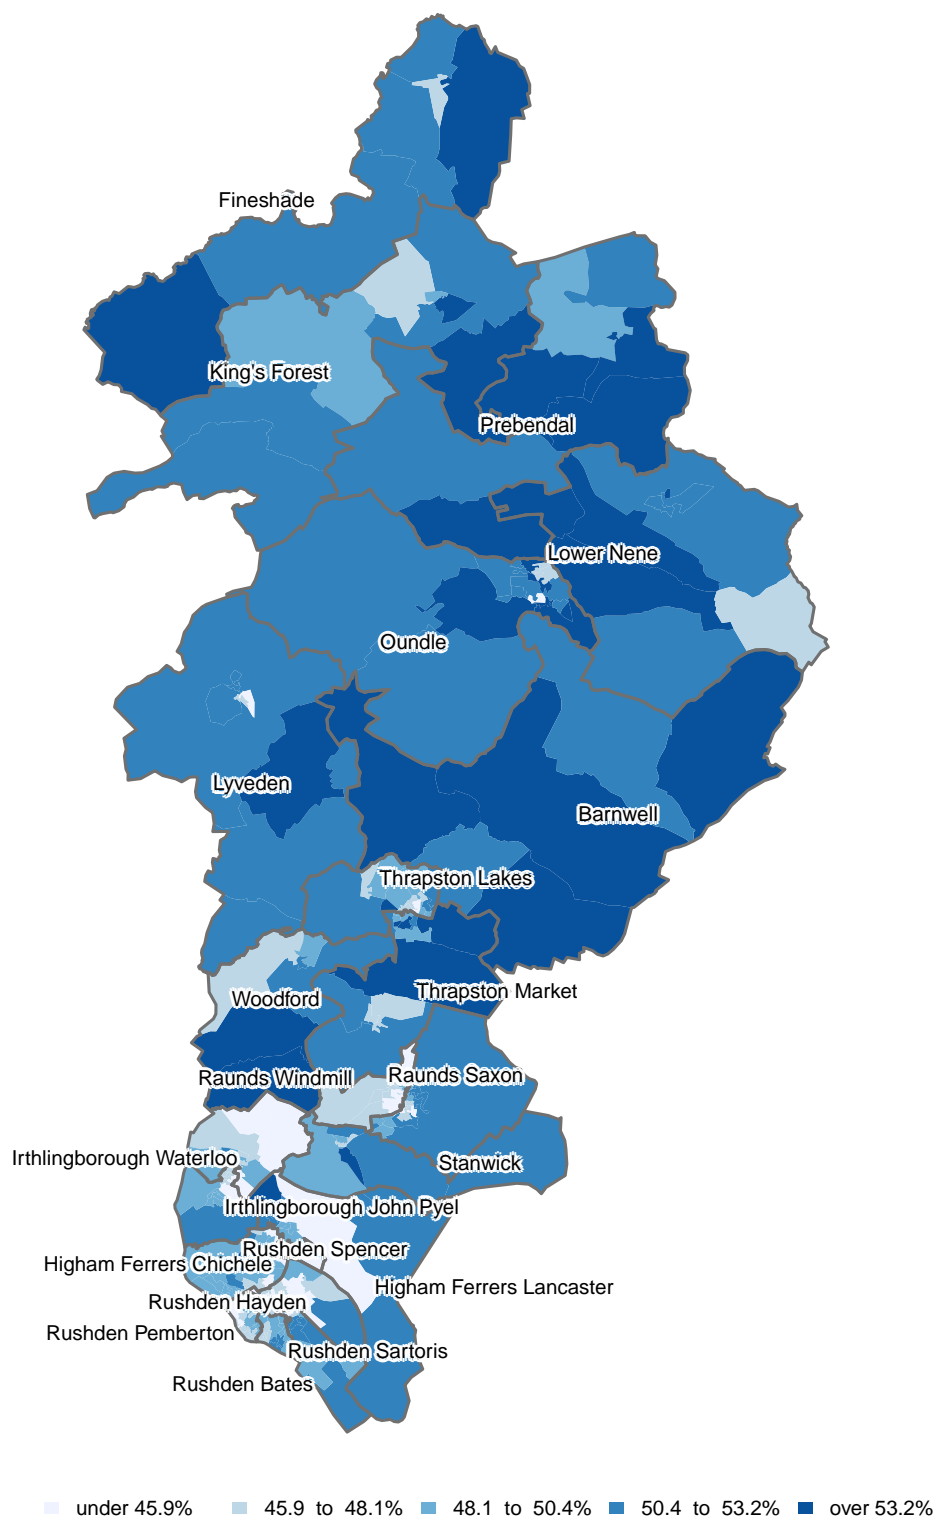 Fineshade
King's Forest
Prebendal
Lower Nene
Oundle
Lyveden
Barnwell
Thrapston Lakes
Thrapston Market
Woodford
Raunds Windmill
Raunds Saxon
Irthlingborough Waterloo
Stanwick
Irthlingborough John Pyel
Rushden Spencer
Higham Ferrers Chichele
Higham Ferrers Lancaster
Rushden Hayden
Rushden Pemberton
Rushden Sartoris
Rushden Bates
under 45.9% 45.9 to 48.1% 48.1 to 50.4% 50.4 to 53.2% over 53.2%